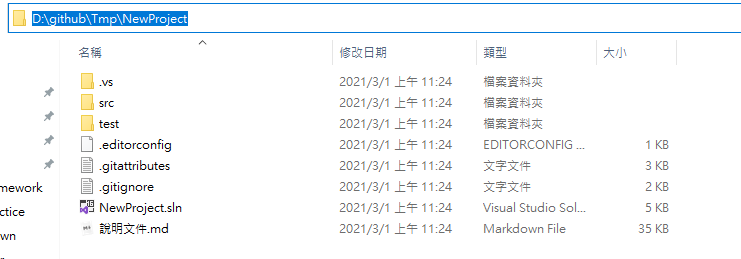 D:\github\Tmp\NewProject
名稱 修改日期 類型 大小
.vs 2021/3/1 上午 11:24 檔案資料夾
src 2021/3/1 上午 11:24 檔案資料夾
test 2021/3/1 上午 11:24 檔案資料夾
.editorconfig 2021/3/1 上午 11:24 EDITORCONFIG ... 1 KB
.gitattributes 2021/3/1 上午 11:24 文字文件 3 KB
.gitignore 2021/3/1 上午 11:24 文字文件 2 KB
mework
NewProject.sln 2021/3/1 上午 11:24 Visual Studio Sol... 5 KB
ctice
說明文件.md 2021/3/1 上午 11:24 Markdown File 35 KB
wn